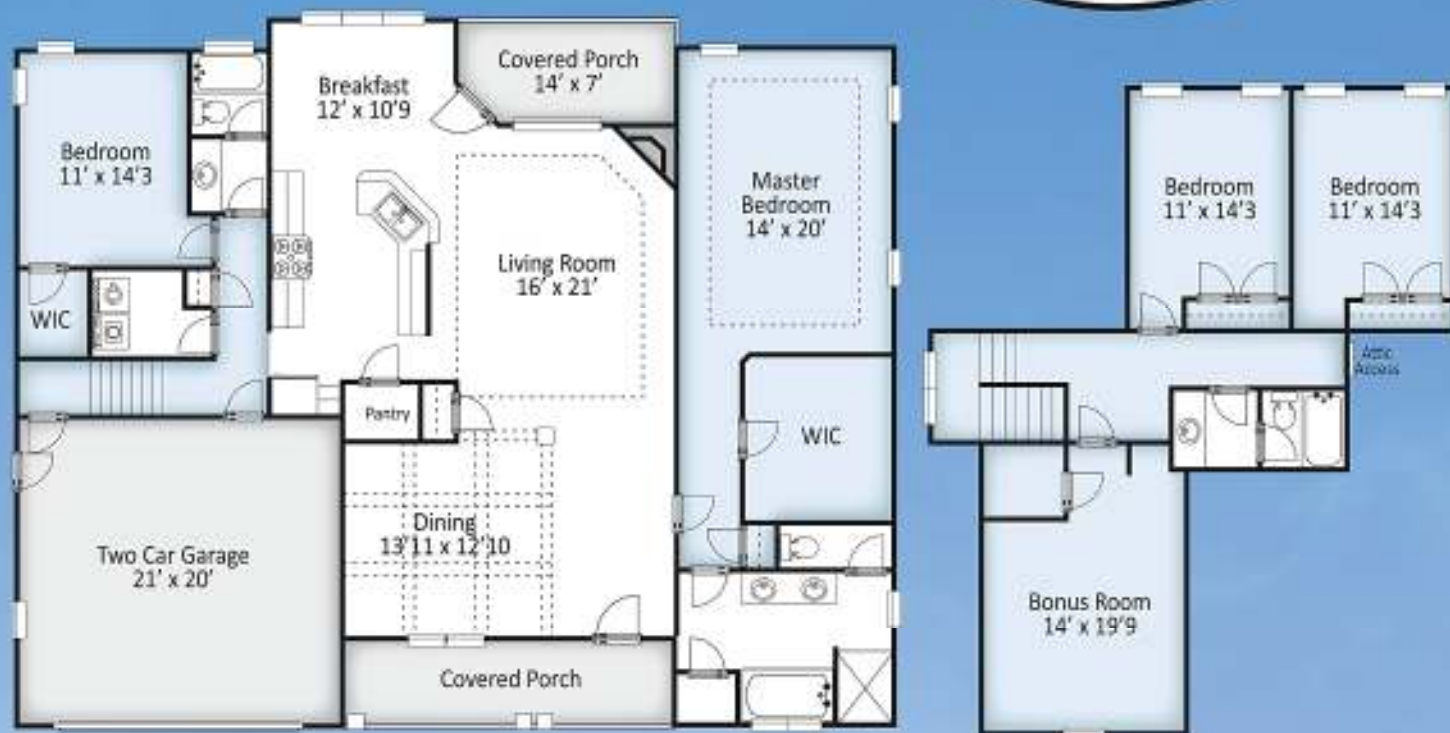 Covered Porch
14' x 7'
Breakfast
12' x 10'9
Bedroom
11' x 14'3
Master
Bedroom
14' x 20'
Living Room
16' x 21'
WIC
Pantry
WIC
Dining
13'11 x 12'10
Two Car Garage
21' x 20'
Covered Porch
Bedroom
11' x 14'3
Bedroom
11' x 14'3
Attic
Access
Bonus Room
14' x 19'9